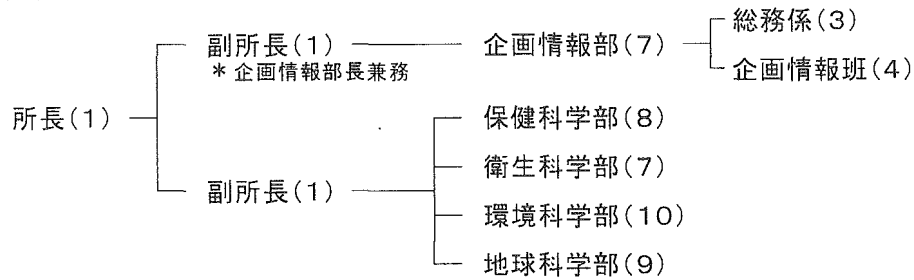 副所長(1)
*企画情報部長兼務
企画情報部(7)
総務係(3)
企画情報班(4)
所長(1)
副所長(1)
保健科学部(8)
衛生科学部(7)
環境科学部(10)
地球科学部(9)